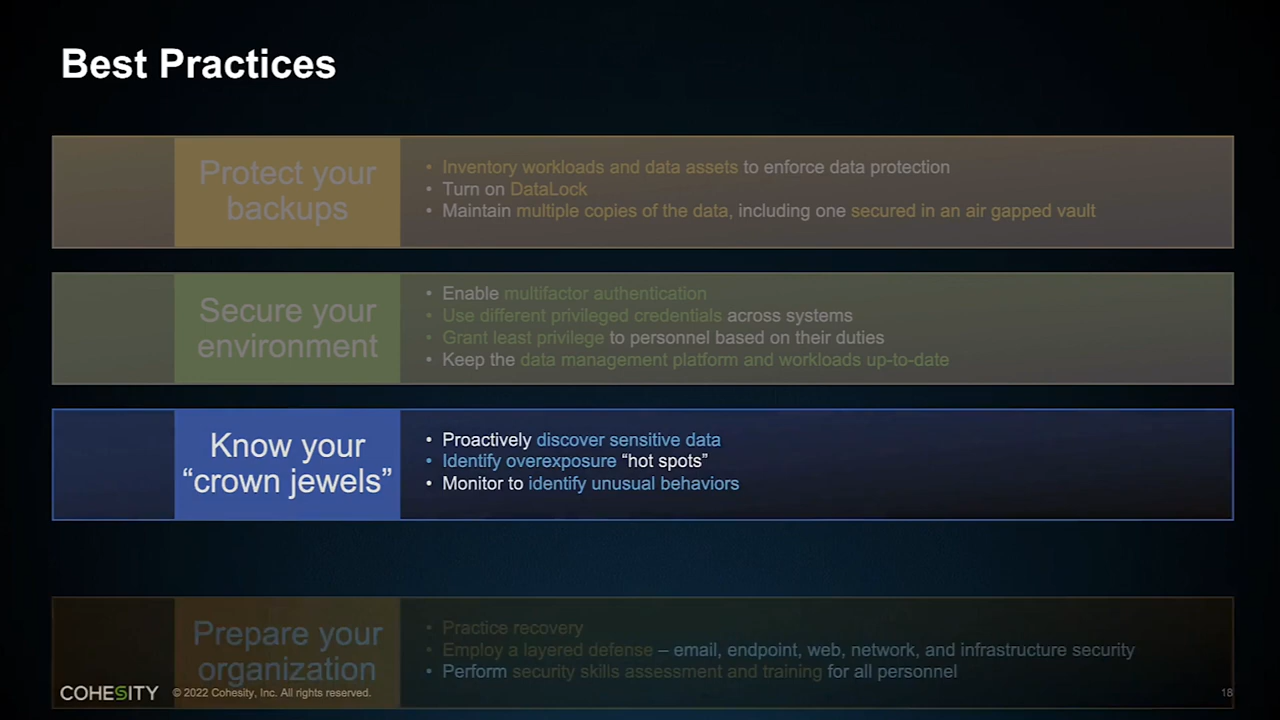 Best Practices
Protect your
backups
• Inventory workloads and data assets to enforce data protection
• Turn on DataLock
• Maintain multiple copies of the data, including one secured in an air gapped vault
Secure your
environment
• Enable multifactor authentication
• Use different privileged credentials across systems
• Grant least privilege to personnel based on their duties
• Keep the data management platform and workloads up-to-date
Know your
“crown jewels”
• Proactively discover sensitive data
• Identify overexposure “hot spots”
• Monitor to identify unusual behaviors
Prepare your
organization
• Practice recovery
• Employ a layered defense – email, endpoint, web, network, and infrastructure security
• Perform security skills assessment and training for all personnel
COHESITY © 2022 Cohesity, Inc. All rights reserved.
18